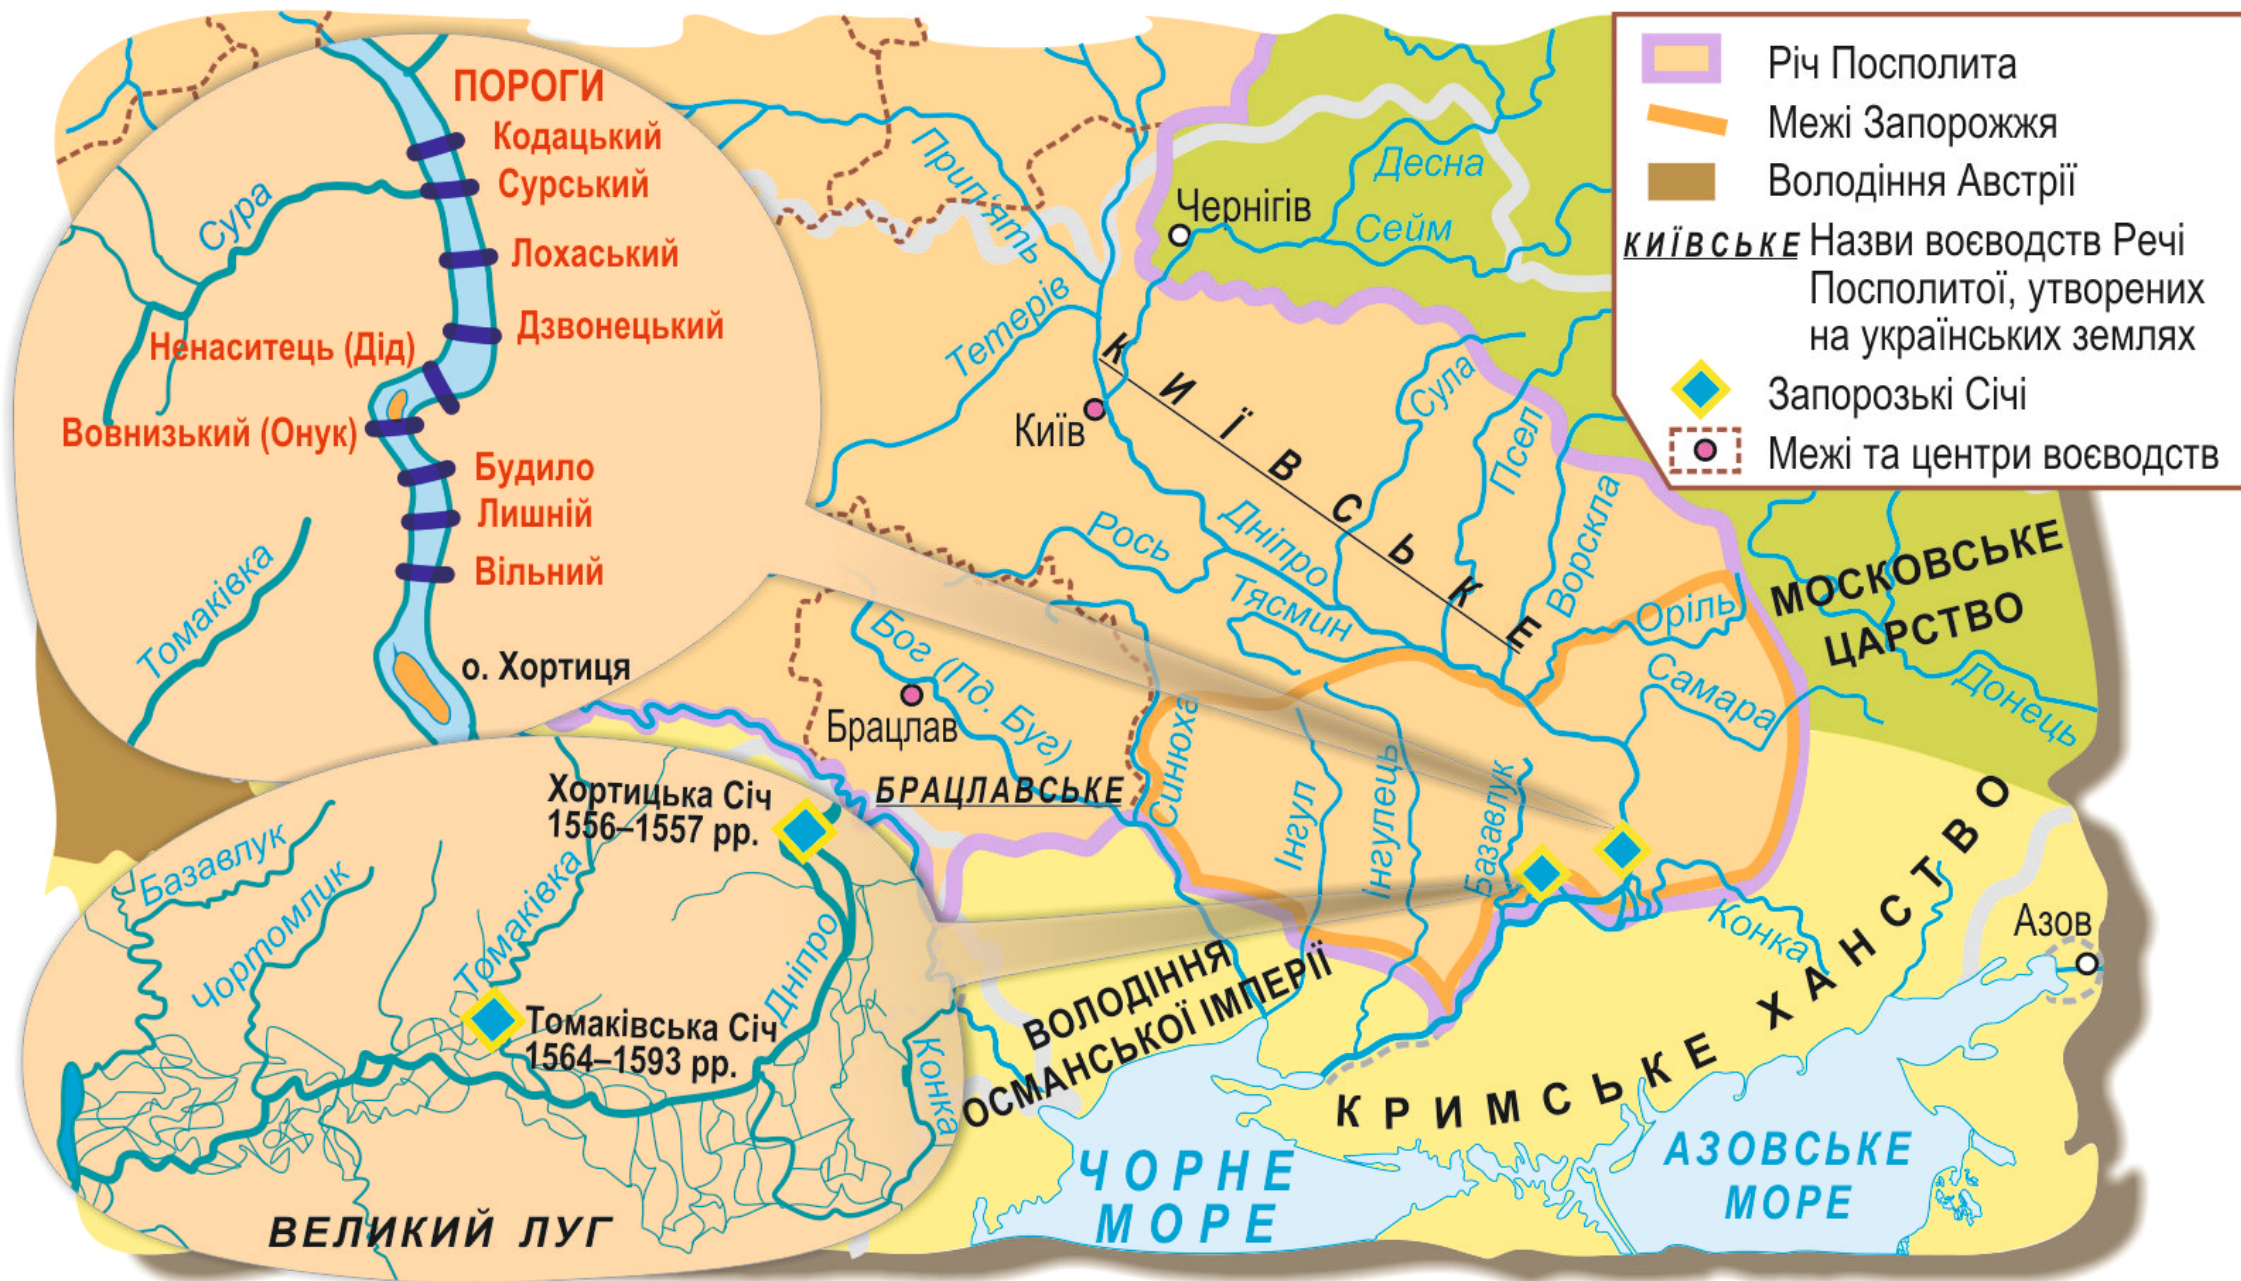 ПОРОГИ
Кодацький
Сурський
Лохаський
Дзвонецький
Ненаситець (Дід)
Вовнизький (Онук)
Будило
Лишній
Вільний
о. Хортиця
Сура
Томаківка
Річ Посполита
Межі Запорожжя
Володіння Австрії
КИЇВСЬКЕ Назви воєводств Речі
Посполитої, утворених
на українських землях
Запорозькі Січі
Межі та центри воєводств
Прип'ять
Десна
Чернігів
Сейм
Тетерів
Київ
КИЇВСЬКЕ
Сула
Псел
Ворскла
Рось
Дніпро
Тясмин
Оріль
Самара
МОСКОВСЬКЕ
ЦАРСТВО
Донець
Бог (Пд. Буг)
Брацлав
БРАЦЛАВСЬКЕ
Синюха
Інгул
Інгулець
Базавлук
Конка
Азов
ВОЛОДІННЯ
ОСМАНСЬКОЇ ІМПЕРІЇ
КРИМСЬКЕ ХАНСТВО
ЧОРНЕ
МОРЕ
АЗОВСЬКЕ
МОРЕ
Хортицька Січ
1556–1557 рр.
Базавлук
Чортомлик
Томаківка
Дніпро
Томаківська Січ
1564–1593 рр.
Конка
ВЕЛИКИЙ ЛУГ